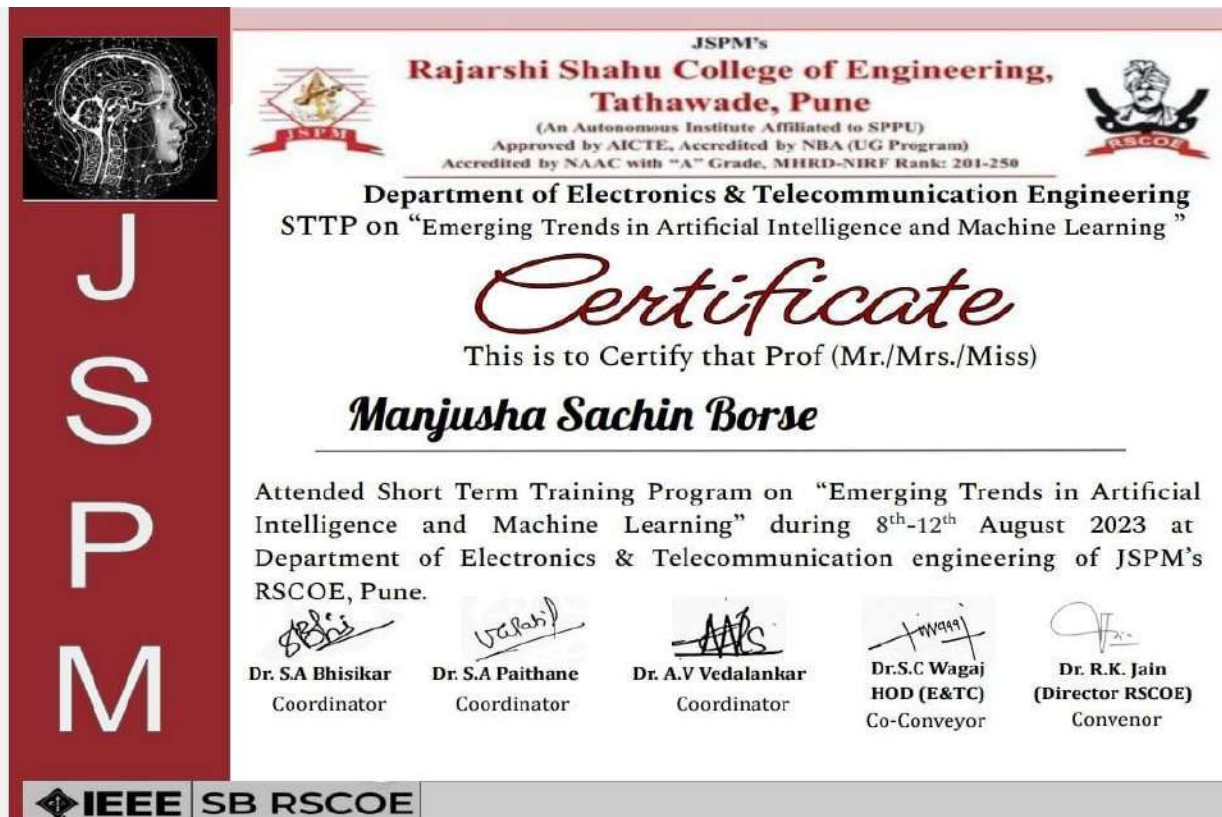 JSPM's
Rajarshi Shahu College of Engineering,
Tathawade, Pune
(An Autonomous Institute Affiliated to SPPU)
Approved by AICTE, Accredited by NBA (UG Program)
Accredited by NAAC with "A" Grade, MHRD-NIRF Rank: 201-250
JSPM
RSCOE
Department of Electronics & Telecommunication Engineering
STTP on "Emerging Trends in Artificial Intelligence and Machine Learning "
Certificate
This is to Certify that Prof (Mr./Mrs./Miss)
Manjusha Sachin Borse
Attended Short Term Training Program on "Emerging Trends in Artificial
Intelligence and Machine Learning" during 8th-12th August 2023 at
Department of Electronics & Telecommunication engineering of JSPM's
RSCOE, Pune.
Dr. S.A Bhisikar Dr. S.A Paithane Dr. A.V Vedalankar Dr.S.C Wagaj Dr. R.K. Jain
Coordinator Coordinator Coordinator HOD (E&TC) (Director RSCOE)
Co-Conveyor Convenor
J
S
P
M
IEEE SB RSCOE